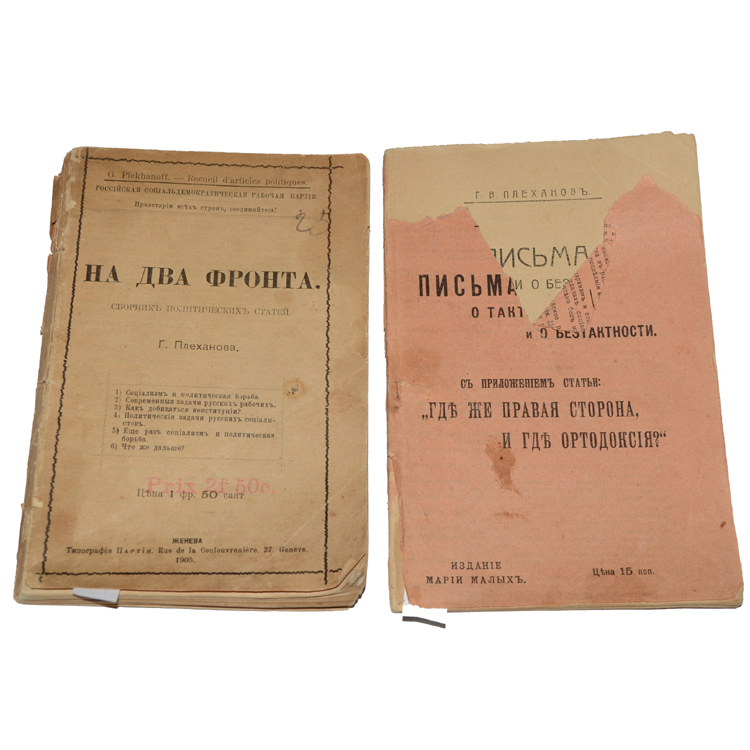 G. Plekhanoff. — Recueil d'articles politiques.
РОССІЙСКАЯ СОЦІАЛЬДЕМОКРАТИЧЕСКАЯ РАБОЧАЯ ПАРТІЯ.
Пролетаріи всѣхъ странъ, соединяйтесь!
НА ДВА ФРОНТА.
СБОРНИКЪ ПОЛИТИЧЕСКИХЪ СТАТЕЙ
Г. Плеханова.
1) Соціализмъ и политическая борьба.
2) Современныя задачи русскихъ рабочихъ.
3) Какъ добиваться конституціи?
4) Политическія задачи русскихъ соціали-
стовъ.
5) Еще разъ соціализмъ и политическая
борьба.
6) Что же дальше?
Prix 2f 50c.
Цѣна 1 фр. 50 сант.
ЖЕНЕВА
Типографія Партіи. Rue de la Coulouvrenière, 27. Genève.
1905.
Г. В. ПЛЕХАНОВЪ.
ПИСЬМА
И О БЕЗ
ПИСЬМА
О ТАКТ
и О БЕЗТАКТНОСТИ.
СЪ ПРИЛОЖЕНІЕМЪ СТАТЬИ:
„ГДѢ ЖЕ ПРАВАЯ СТОРОНА,
И ГДѢ ОРТОДОКСІЯ?“
ИЗДАНІЕ
МАРІИ МАЛЫХЪ.
Цѣна 15 коп.